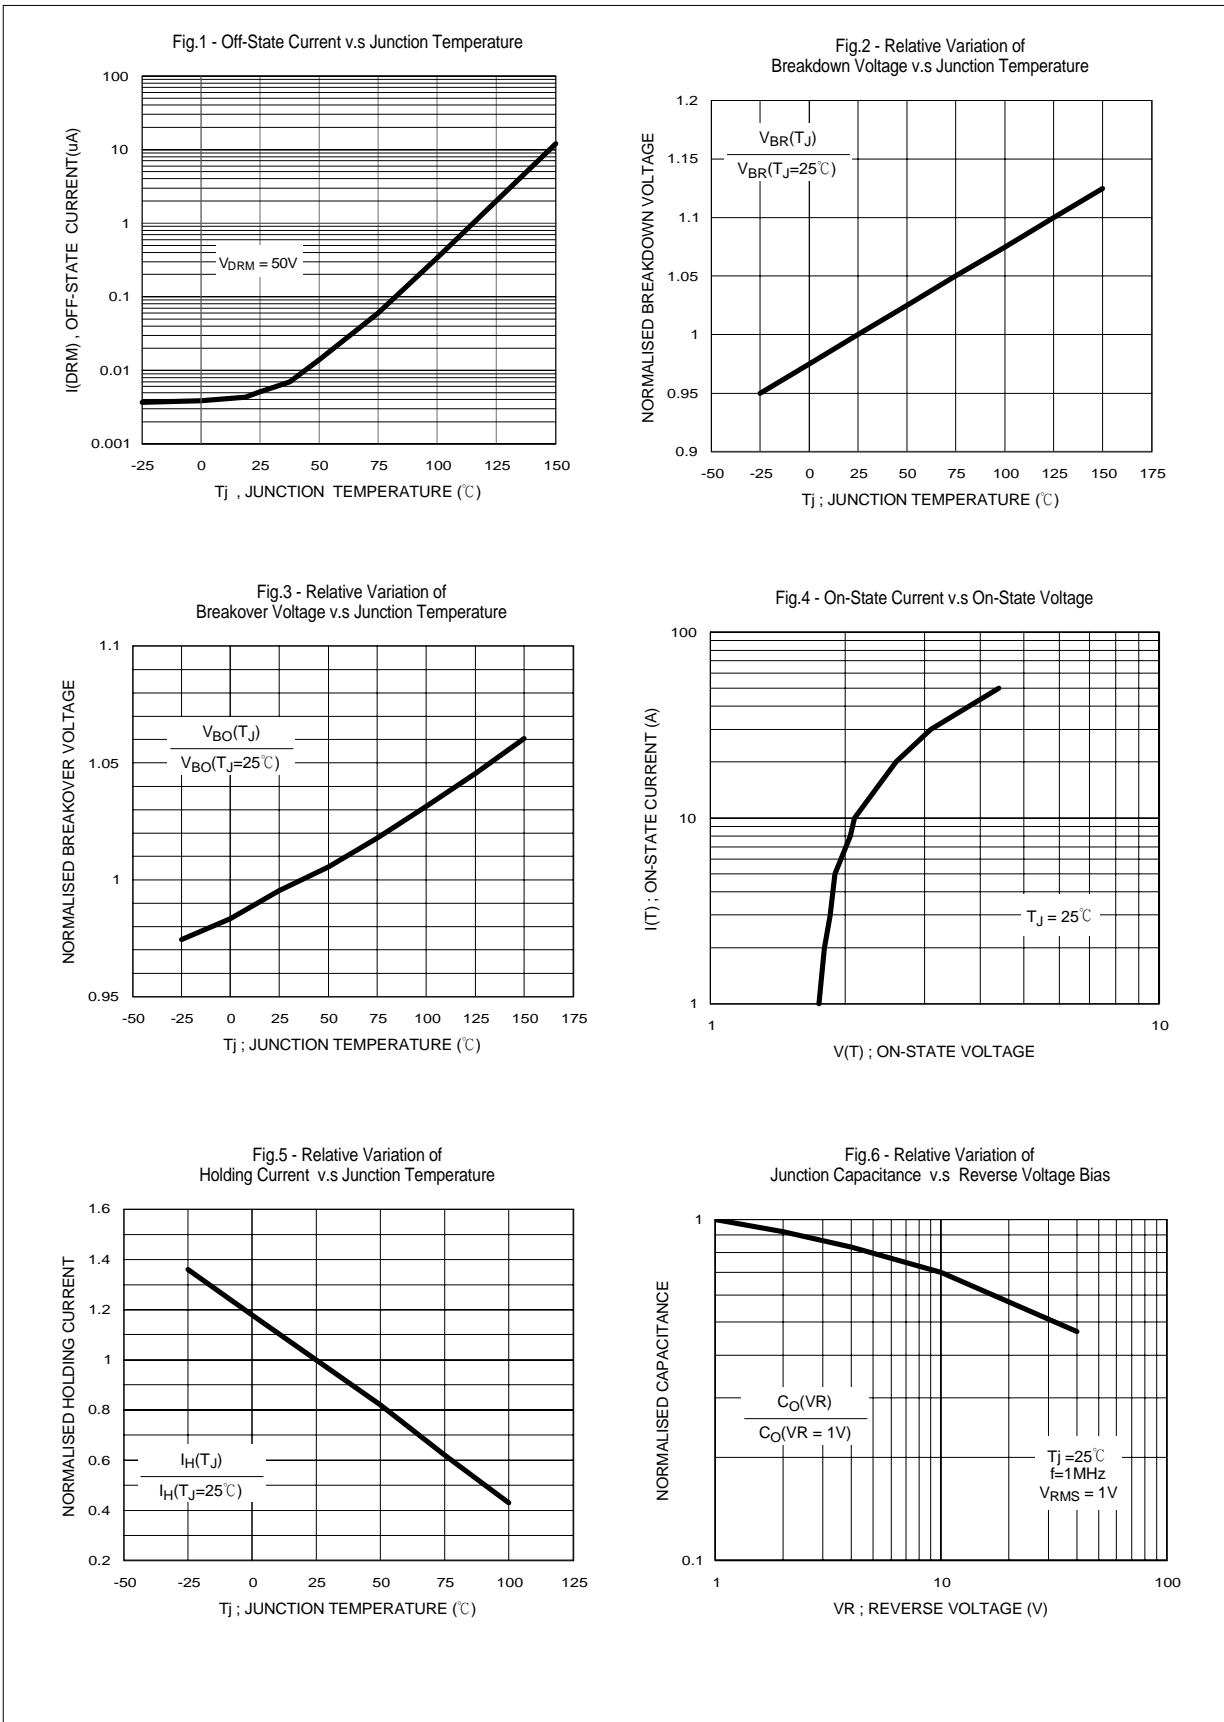 Fig.1 - Off-State Current v.s Junction Temperature
100
10
1
0.1
0.01
0.001
I(DRM) , OFF-STATE CURRENT(uA)
VDRM = 50V
-25 0 25 50 75 100 125 150
Tj , JUNCTION TEMPERATURE (℃)
Fig.2 - Relative Variation of
Breakdown Voltage v.s Junction Temperature
1.2
1.15
1.1
1.05
1
0.95
0.9
NORMALISED BREAKDOWN VOLTAGE
VBR(TJ)
VBR(TJ=25℃)
-50 -25 0 25 50 75 100 125 150 175
Tj ; JUNCTION TEMPERATURE (℃)
Fig.3 - Relative Variation of
Breakover Voltage v.s Junction Temperature
1.1
1.05
1
0.95
NORMALISED BREAKOVER VOLTAGE
VBO(TJ)
VBO(TJ=25℃)
-50 -25 0 25 50 75 100 125 150 175
Tj ; JUNCTION TEMPERATURE (℃)
Fig.4 - On-State Current v.s On-State Voltage
100
10
1
I(T) ; ON-STATE CURRENT (A)
TJ = 25℃
1 10
V(T) ; ON-STATE VOLTAGE
Fig.5 - Relative Variation of
Holding Current v.s Junction Temperature
1.6
1.4
1.2
1
0.8
0.6
0.4
0.2
NORMALISED HOLDING CURRENT
IH(TJ)
IH(TJ=25℃)
-50 -25 0 25 50 75 100 125
Tj ; JUNCTION TEMPERATURE (℃)
Fig.6 - Relative Variation of
Junction Capacitance v.s Reverse Voltage Bias
1
0.1
NORMALISED CAPACITANCE
CO(VR)
CO(VR = 1V)
Tj =25℃
f=1MHz
VRMS = 1V
1 10 100
VR ; REVERSE VOLTAGE (V)